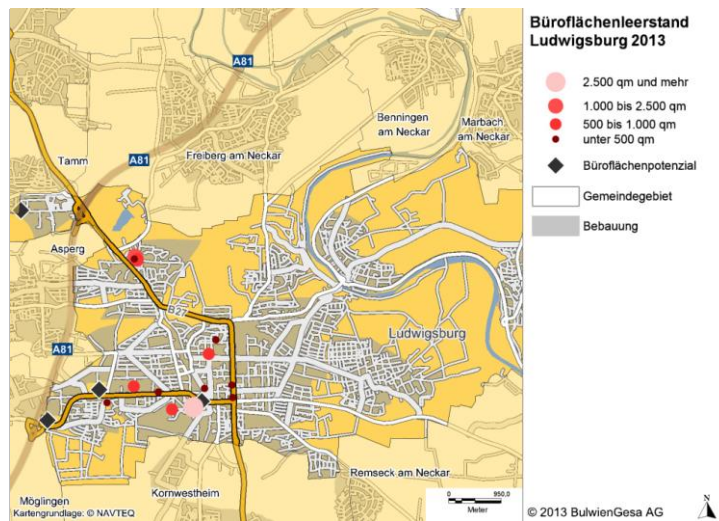 Büroflächenleerstand
Ludwigsburg 2013
2.500 qm und mehr
1.000 bis 2.500 qm
500 bis 1.000 qm
unter 500 qm
Büroflächenpotenzial
Gemeindegebiet
Bebauung
A81
Benningen
am Neckar
Marbach
am Neckar
Freiberg am Neckar
Tamm
A81
Asperg
B27
Ludwigsburg
A81
Remseck am Neckar
Kornwestheim
Möglingen
Kartengrundlage: © NAVTEQ
0 950,0
Meter
© 2013 BulwienGesa AG
N